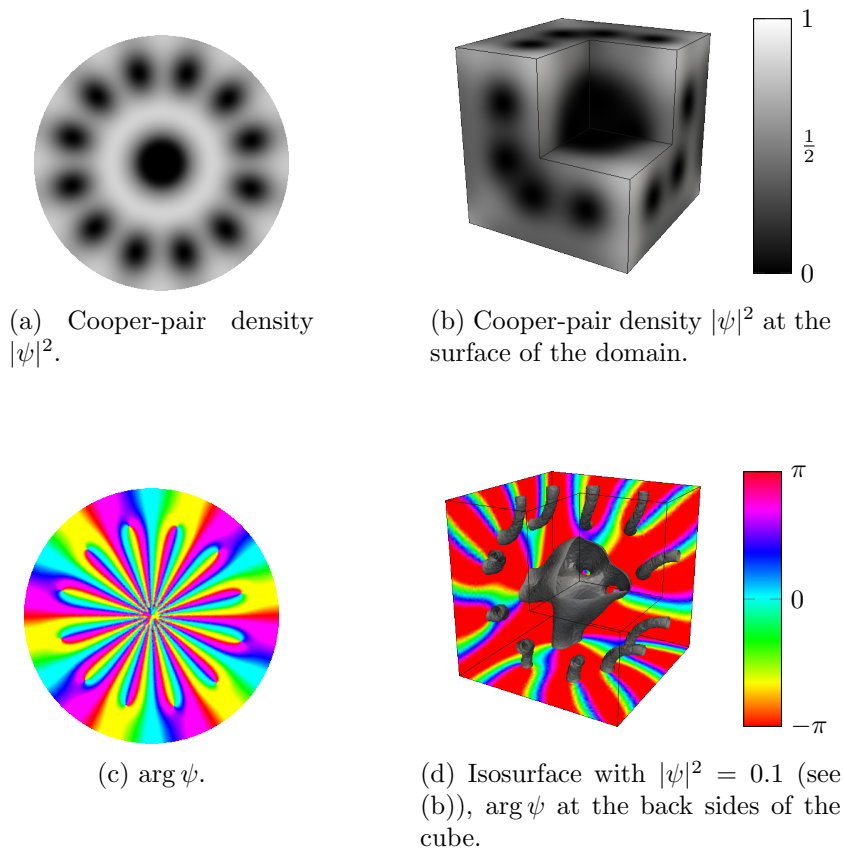 1
1/2
0
(a) Cooper-pair density
|ψ|².
(b) Cooper-pair density |ψ|² at the
surface of the domain.
π
0
−π
(c) arg ψ.
(d) Isosurface with |ψ|² = 0.1 (see
(b)), arg ψ at the back sides of the
cube.